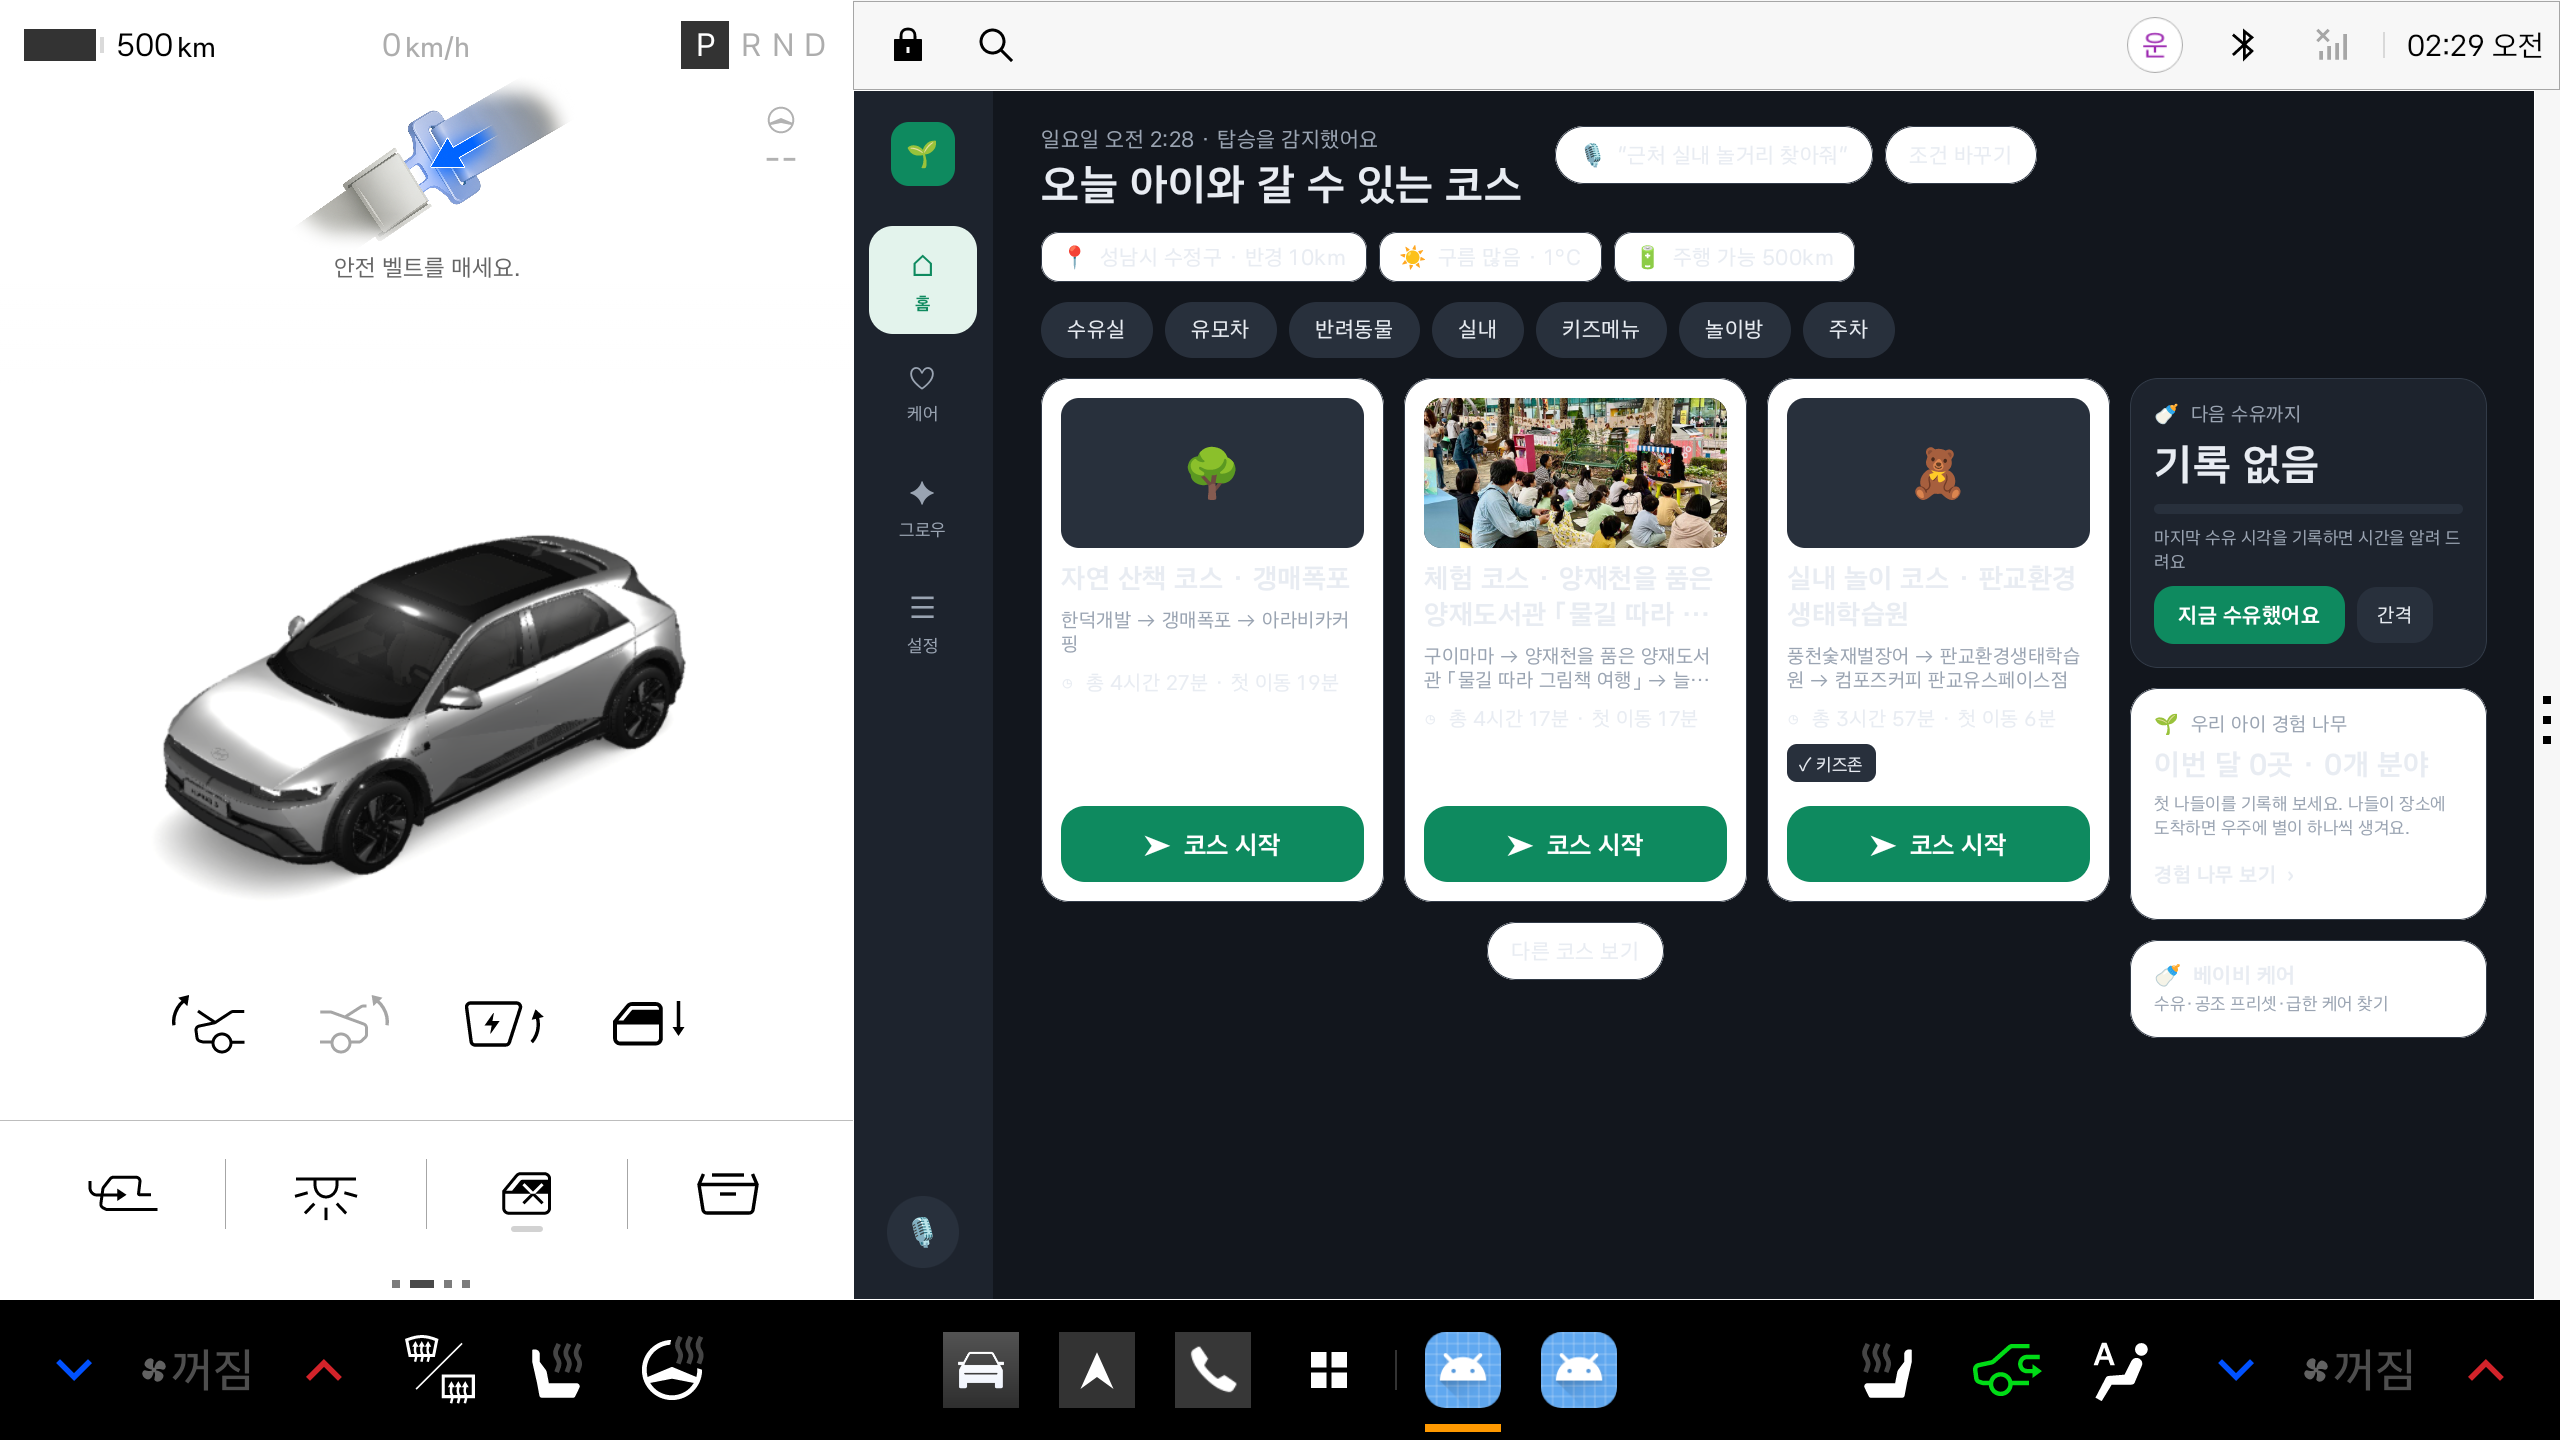 500 km
0 km/h
P R N D
안전 벨트를 매세요.
운
02:29 오전
일요일 오전 2:28 · 탑승을 감지했어요
오늘 아이와 갈 수 있는 코스
"근처 실내 놀거리 찾아줘"
조건 바꾸기
성남시 수정구 · 반경 10km
구름 많음 · 1°C
주행 가능 500km
수유실
유모차
반려동물
실내
키즈메뉴
놀이방
주차
홈
케어
그로우
설정
자연 산책 코스 · 갱매폭포
한덕개발 → 갱매폭포 → 아라비카커
핑
총 4시간 27분 · 첫 이동 19분
코스 시작
체험 코스 · 양재천을 품은
양재도서관 「물길 따라 …
구이마마 → 양재천을 품은 양재도서
관 「물길 따라 그림책 여행」 → 늘…
총 4시간 17분 · 첫 이동 17분
코스 시작
실내 놀이 코스 · 판교환경
생태학습원
풍천숯재벌장어 → 판교환경생태학습
원 → 컴포즈커피 판교유스페이스점
총 3시간 57분 · 첫 이동 6분
✓ 키즈존
코스 시작
다른 코스 보기
다음 수유까지
기록 없음
마지막 수유 시각을 기록하면 시간을 알려 드
려요
지금 수유했어요
간격
우리 아이 경험 나무
이번 달 0곳 · 0개 분야
첫 나들이를 기록해 보세요. 나들이 장소에
도착하면 우주에 별이 하나씩 생겨요.
경험 나무 보기 ›
베이비 케어
수유·공조 프리셋·급한 케어 찾기
꺼짐
A
꺼짐